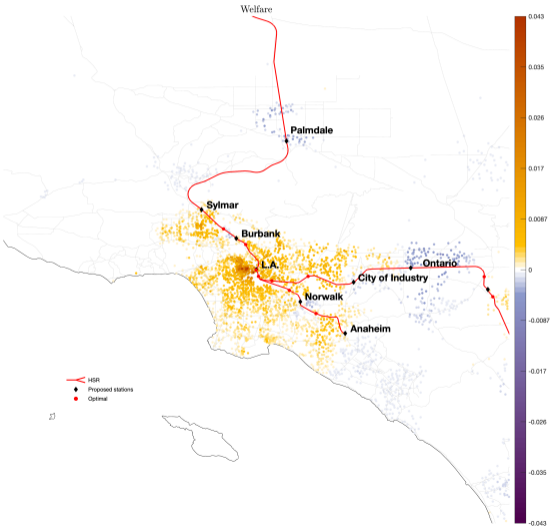 Welfare
0.043
0.035
0.026
Palmdale
0.017
Sylmar
0.0087
Burbank
L.A.
Ontario
0
City of Industry
Norwalk
-0.0087
Anaheim
-0.017
HSR
Proposed stations
Optimal
-0.026
-0.035
-0.043